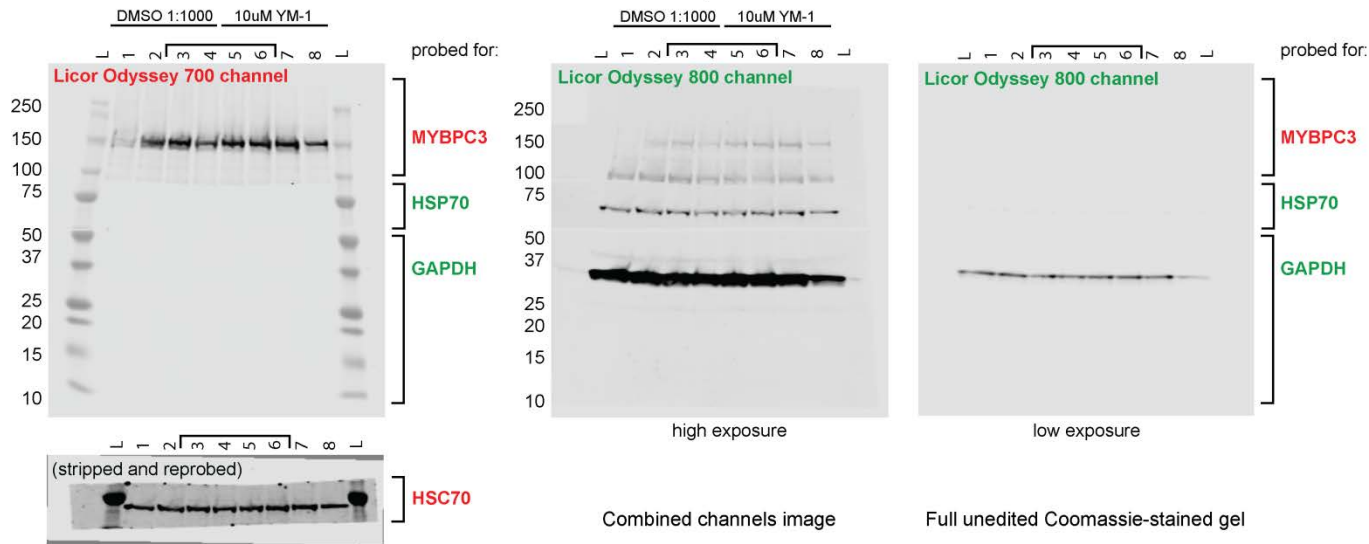 DMSO 1:1000 10uM YM-1
L 1 2 3 4 5 6 7 8 L probed for:
Licor Odyssey 700 channel
250
150
100
75
50
37
25
20
15
10
MYBPC3
HSP70
GAPDH
L 1 2 3 4 5 6 7 8 L
(stripped and reprobed)
HSC70
DMSO 1:1000 10uM YM-1
L 1 2 3 4 5 6 7 8 L
Licor Odyssey 800 channel
250
150
100
75
50
37
25
20
15
10
high exposure
Combined channels image
L 1 2 3 4 5 6 7 8 L probed for:
Licor Odyssey 800 channel
MYBPC3
HSP70
GAPDH
low exposure
Full unedited Coomassie-stained gel